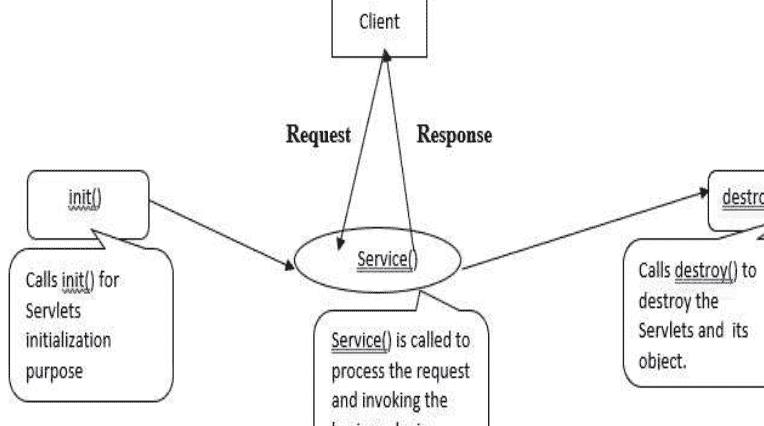 Client
Request
Response
init()
Service()
Calls init() for
Servlets
initialization
purpose
Service() is called to
process the request
and invoking the
Calls destroy() to
destroy the
Servlets and its
object.